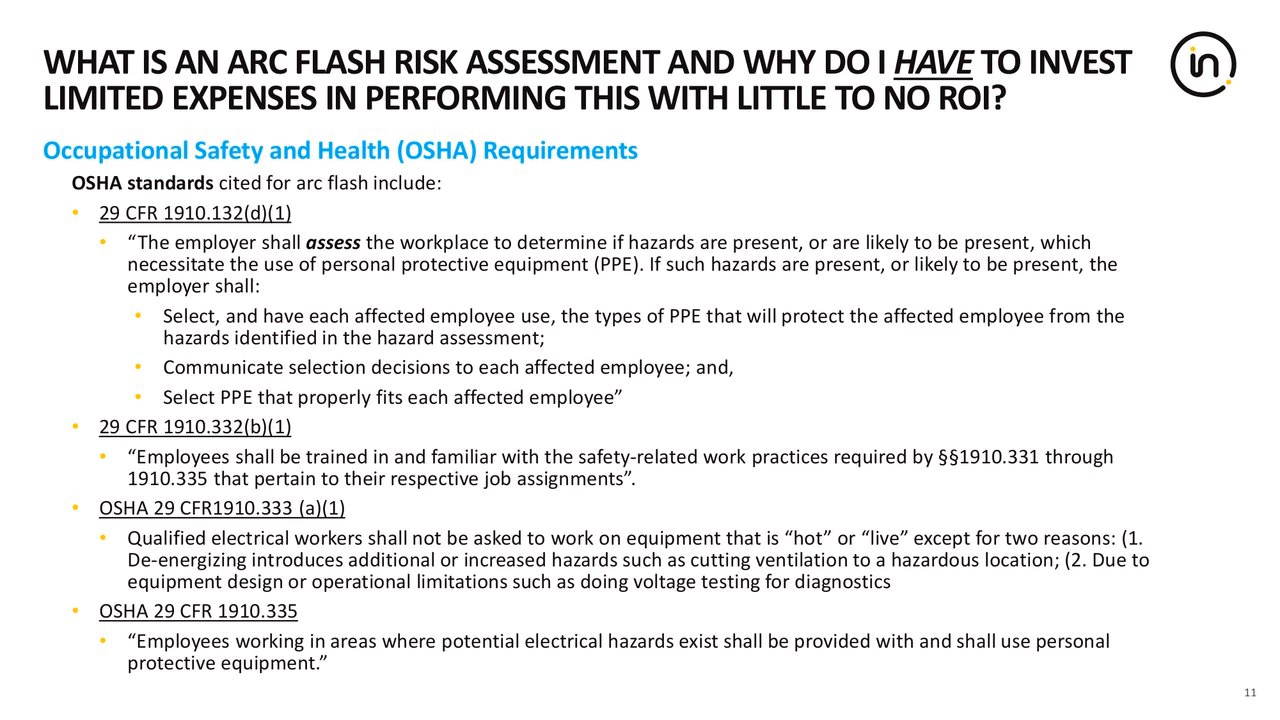 WHAT IS AN ARC FLASH RISK ASSESSMENT AND WHY DO I HAVE TO INVEST
LIMITED EXPENSES IN PERFORMING THIS WITH LITTLE TO NO ROI?
in
Occupational Safety and Health (OSHA) Requirements
OSHA standards cited for arc flash include:
• 29 CFR 1910.132(d)(1)
• “The employer shall assess the workplace to determine if hazards are present, or are likely to be present, which
necessitate the use of personal protective equipment (PPE). If such hazards are present, or likely to be present, the
employer shall:
• Select, and have each affected employee use, the types of PPE that will protect the affected employee from the
hazards identified in the hazard assessment;
• Communicate selection decisions to each affected employee; and,
• Select PPE that properly fits each affected employee”
• 29 CFR 1910.332(b)(1)
• “Employees shall be trained in and familiar with the safety-related work practices required by §§1910.331 through
1910.335 that pertain to their respective job assignments”.
• OSHA 29 CFR1910.333 (a)(1)
• Qualified electrical workers shall not be asked to work on equipment that is “hot” or “live” except for two reasons: (1.
De-energizing introduces additional or increased hazards such as cutting ventilation to a hazardous location; (2. Due to
equipment design or operational limitations such as doing voltage testing for diagnostics
• OSHA 29 CFR 1910.335
• “Employees working in areas where potential electrical hazards exist shall be provided with and shall use personal
protective equipment.”
11